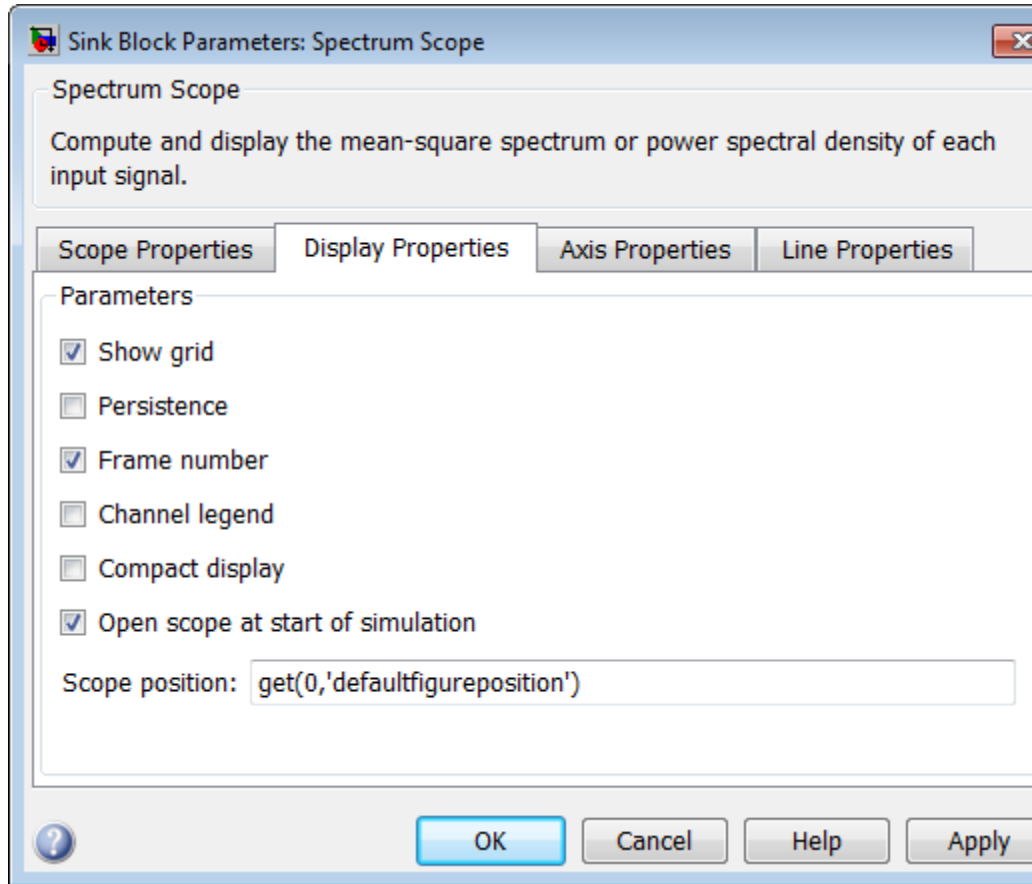 Sink Block Parameters: Spectrum Scope
Spectrum Scope
Compute and display the mean-square spectrum or power spectral density of each
input signal.
Scope Properties Display Properties Axis Properties Line Properties
Parameters
Show grid
Persistence
Frame number
Channel legend
Compact display
Open scope at start of simulation
Scope position: get(0,'defaultfigureposition')
? OK Cancel Help Apply